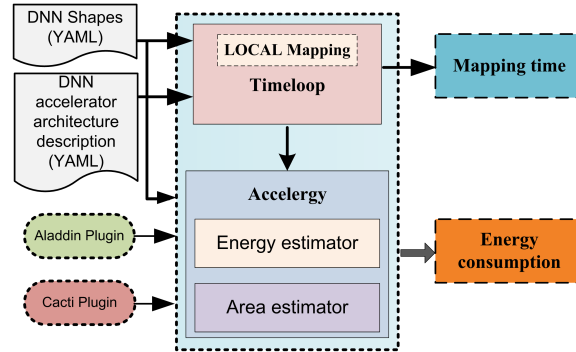 DNN Shapes
(YAML)
DNN
accelerator
architecture
description
(YAML)
Aladdin Plugin
Cacti Plugin
LOCAL Mapping
Timeloop
Accelergy
Energy estimator
Area estimator
Mapping time
Energy
consumption